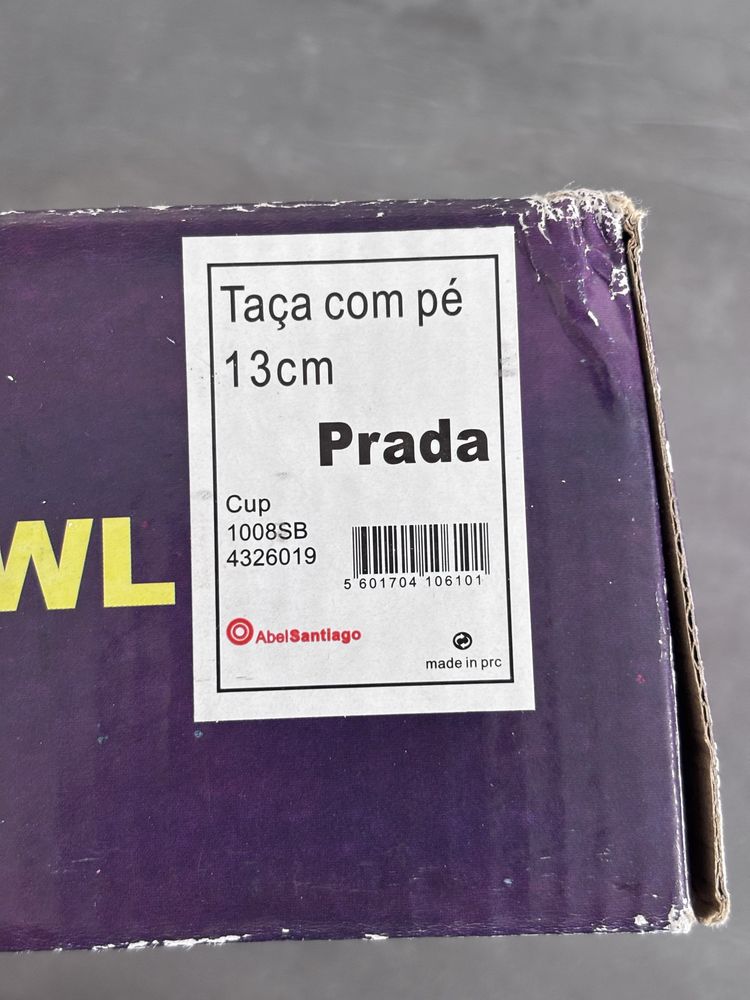 Taça com pé
13cm
Prada
Cup
1008SB
4326019
5 601704 106101
AbelSantiago
made in prc
WL